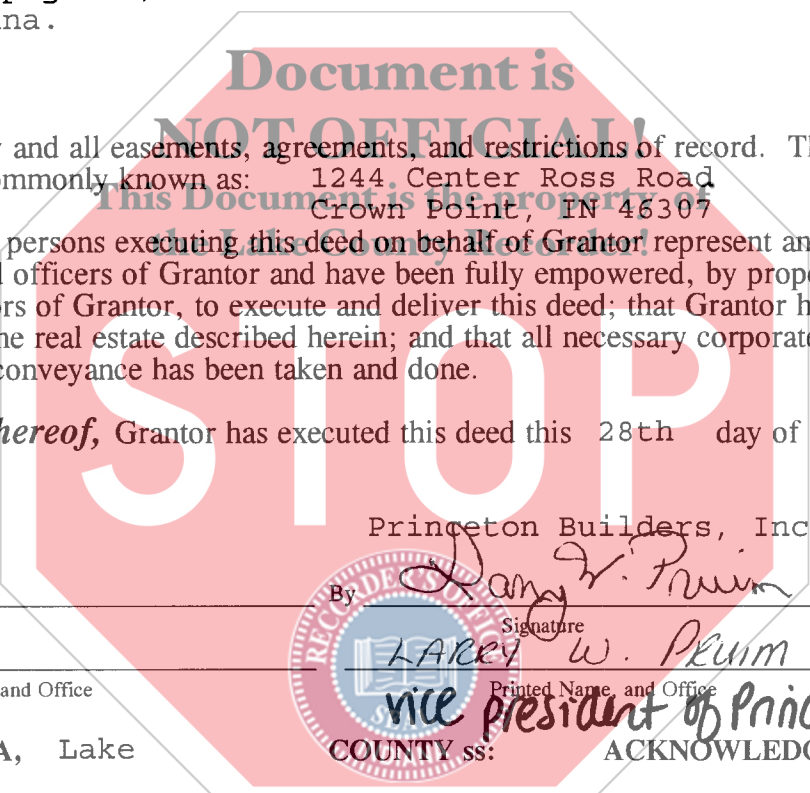 na.
Document is
NOT OFFICIAL!
and all easements, agreements, and restrictions of record.
ommonly known as: 1244 Center Ross Road
This Document is the property of
Crown Point, IN 46307
the Lake County Recorder!
persons executing this deed on behalf of Grantor represent an
officers of Grantor and have been fully empowered, by prope
rs of Grantor, to execute and deliver this deed; that Grantor h
he real estate described herein; and that all necessary corporate
conveyance has been taken and done.
hereof, Grantor has executed this deed this 28th day of
STOP
Princeton Builders, Inc
By Larry W. Pruim
Signature
LARRY W. PRUIM
and Office Printed Name, and Office
vice president of Princ
A, Lake COUNTY ss: ACKNOWLEDG
RECORDER'S OFFICE